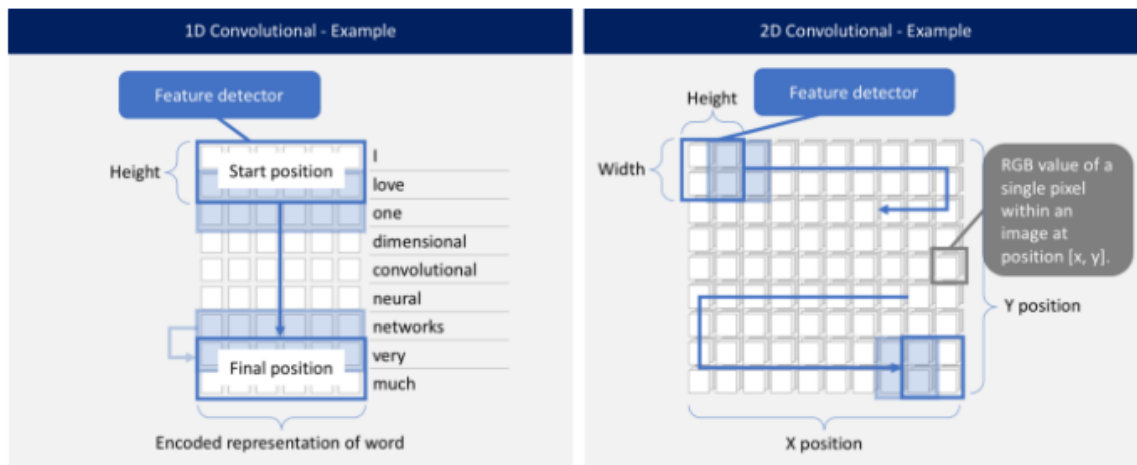 1D Convolutional - Example
Feature detector
Height
Start position
I
love
one
dimensional
convolutional
neural
networks
very
much
Final position
Encoded representation of word
2D Convolutional - Example
Height
Feature detector
Width
RGB value of a
single pixel
within an
image at
position [x, y].
Y position
X position